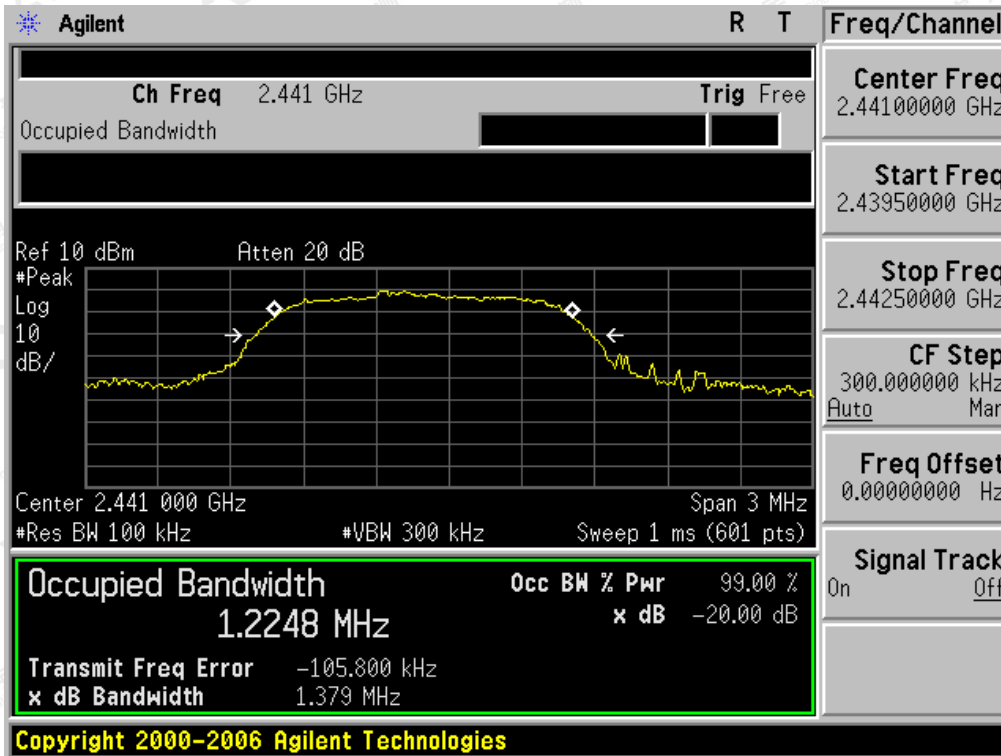 Agilent R T
Ch Freq 2.441 GHz Trig Free
Occupied Bandwidth
Ref 10 dBm Atten 20 dB
#Peak
Log
10
dB/
Center 2.441 000 GHz Span 3 MHz
#Res BW 100 kHz #VBW 300 kHz Sweep 1 ms (601 pts)
Occupied Bandwidth Occ BW % Pwr 99.00 %
1.2248 MHz x dB -20.00 dB
Transmit Freq Error -105.800 kHz
x dB Bandwidth 1.379 MHz
Copyright 2000-2006 Agilent Technologies
Freq/Channel
Center Freq
2.44100000 GHz
Start Freq
2.43950000 GHz
Stop Freq
2.44250000 GHz
CF Step
300.000000 kHz
Auto Man
Freq Offset
0.00000000 Hz
Signal Track
On Off